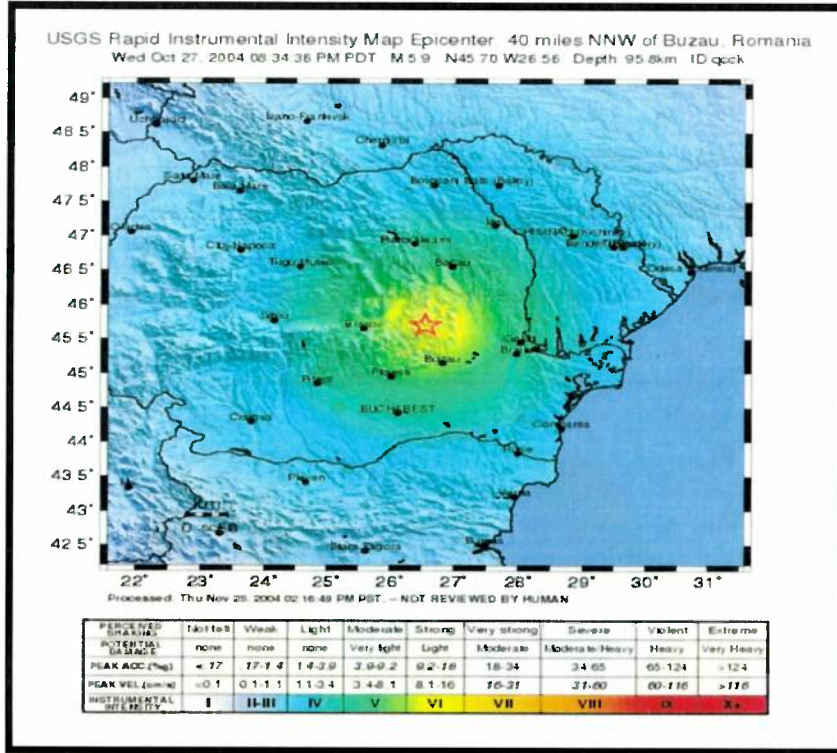 USGS Rapid Instrumental Intensity Map Epicenter: 40 miles NNW of Buzau, Romania
Wed Oct 27, 2004 08:34:36 PM PDT M 5.9 N45.70 W26.56 Depth: 95.8km ID:qcck
49°
48.5°
48°
47.5°
47°
46.5°
46°
45.5°
45°
44.5°
44°
43.5°
43°
42.5°
Chernivtsi
Satu Mare
Baia Mare
Cluj-Napoca
Bacau
Sibiu
Buzau
Ploiesti
Pitesti
BUCHAREST
Craiova
Constanta
Pleven
Stara Zagora
22° 23° 24° 25° 26° 27° 28° 29° 30° 31°
Processed: Thu Nov 25, 2004 02:16:49 PM PST, -- NOT REVIEWED BY HUMAN
PERCEIVED SHAKING Not felt Weak Light Moderate Strong Very strong Severe Violent Extreme
POTENTIAL DAMAGE none none none Very light Light Moderate Moderate/Heavy Heavy Very Heavy
PEAK ACC.(%g) <.17 .17-1.4 1.4-3.9 3.9-9.2 9.2-18 18-34 34-65 65-124 >124
PEAK VEL.(cm/s) <0.1 0.1-1.1 1.1-3.4 3.4-8.1 8.1-16 16-31 31-60 60-116 >116
INSTRUMENTAL INTENSITY I II-III IV V VI VII VIII IX X+